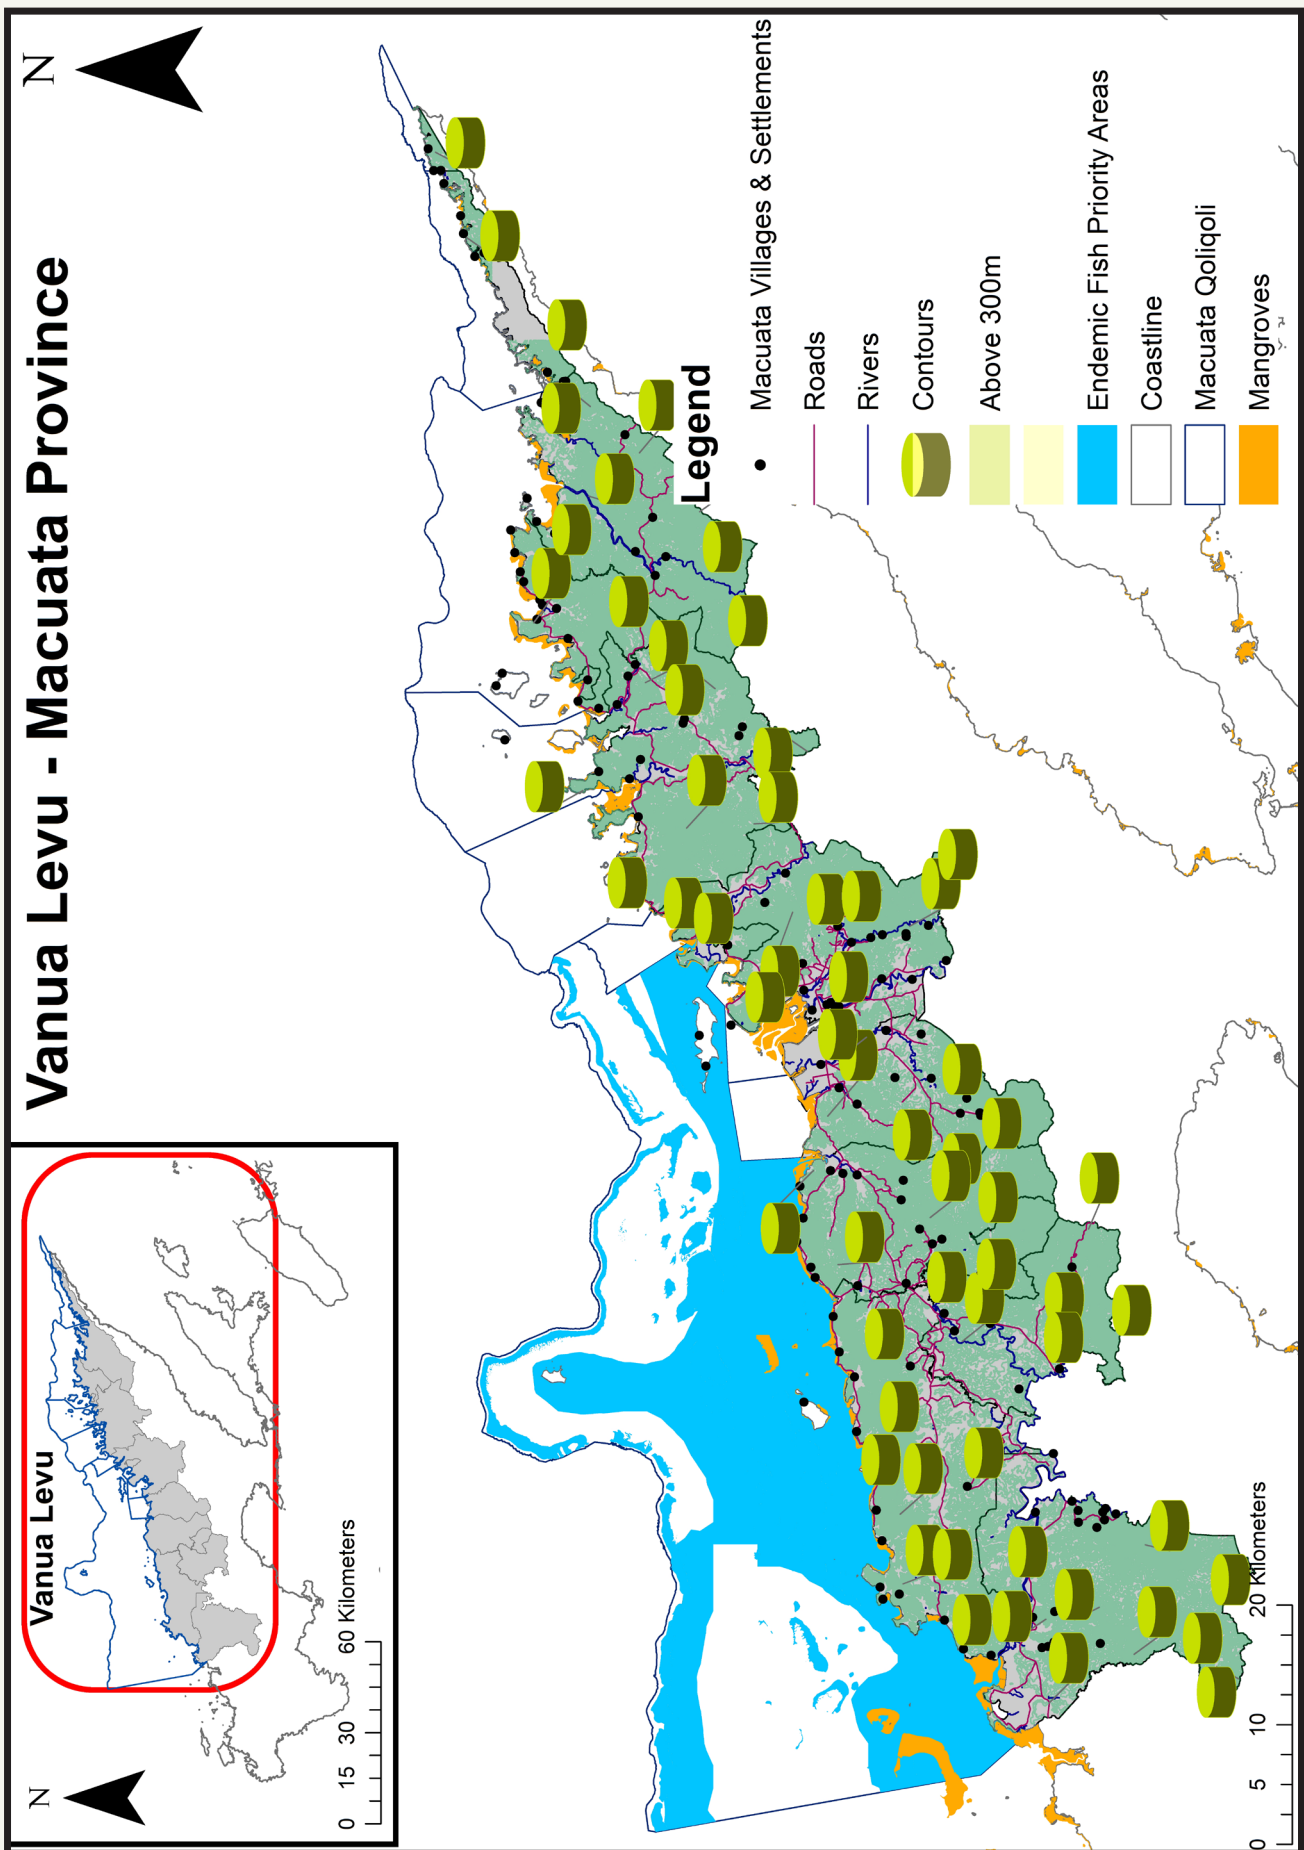 Vanua Levu - Macuata Province
N
Vanua Levu
N
0 15 30 60 Kilometers
Legend
Macuata Villages & Settlements
Roads
Rivers
Contours
Above 300m
Endemic Fish Priority Areas
Coastline
Macuata Qoliqoli
Mangroves
0 5 10 20 Kilometers